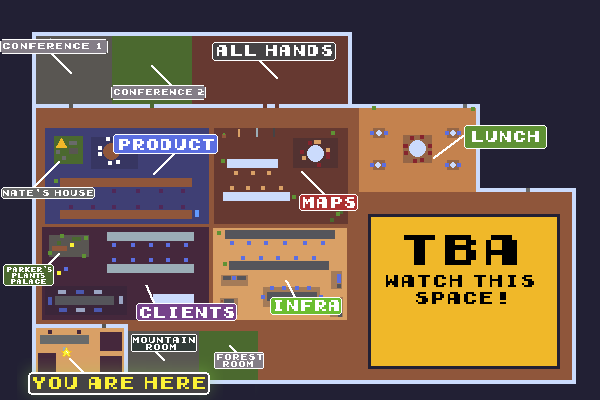 CONFERENCE 1
ALL HANDS
CONFERENCE 2
PRODUCT
LUNCH
NATE'S HOUSE
MAPS
TBA
WATCH THIS
SPACE!
PARKER'S
PLANTS
PALACE
CLIENTS
INFRA
MOUNTAIN
ROOM
FOREST
ROOM
YOU ARE HERE